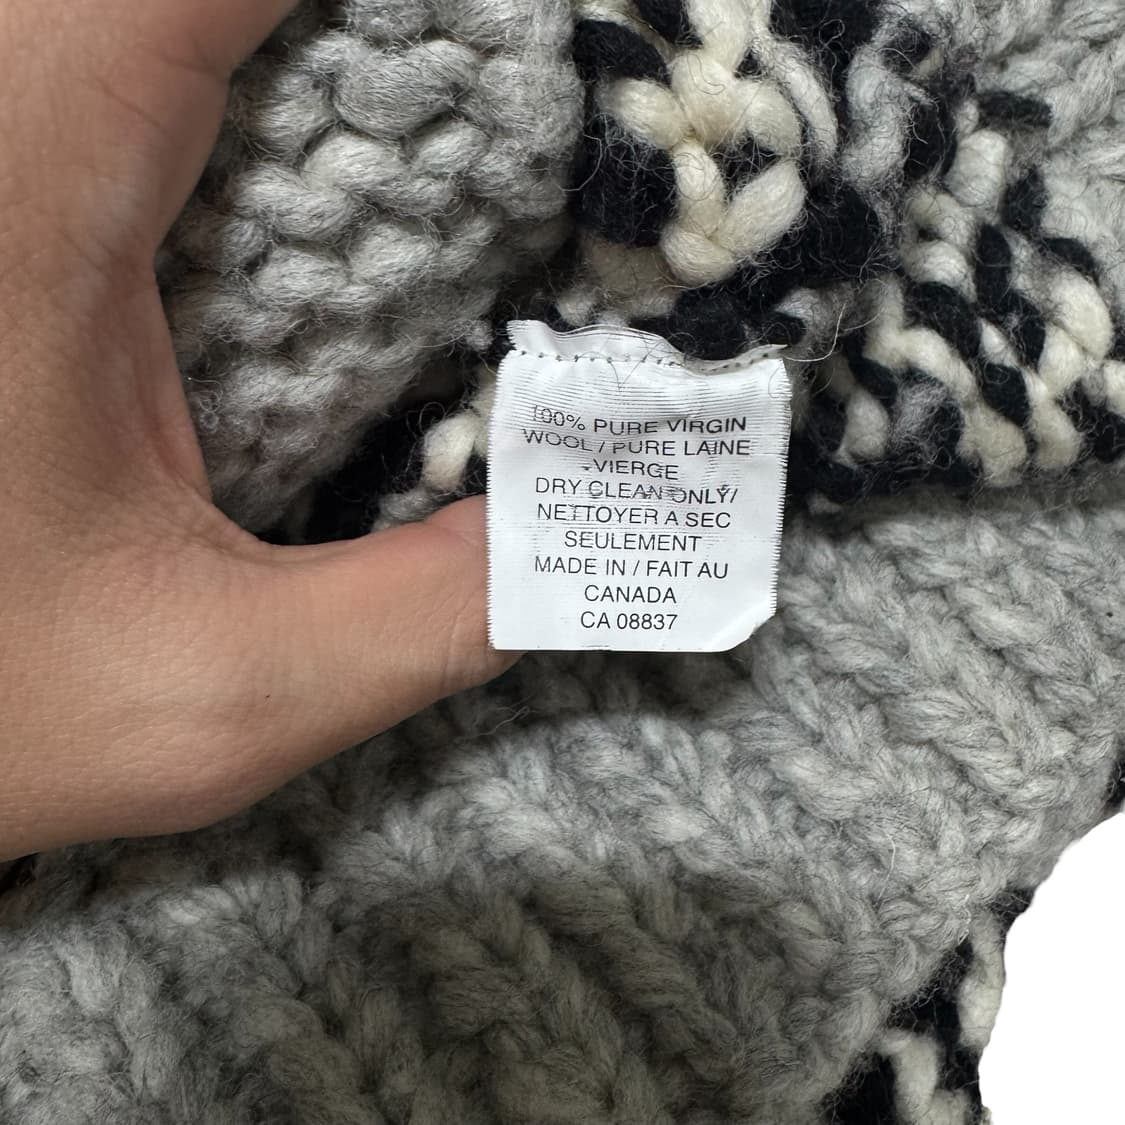 100% PURE VIRGIN
WOOL / PURE LAINE
VIERGE
DRY CLEAN ONLY/
NETTOYER A SEC
SEULEMENT
MADE IN / FAIT AU
CANADA
CA 08837